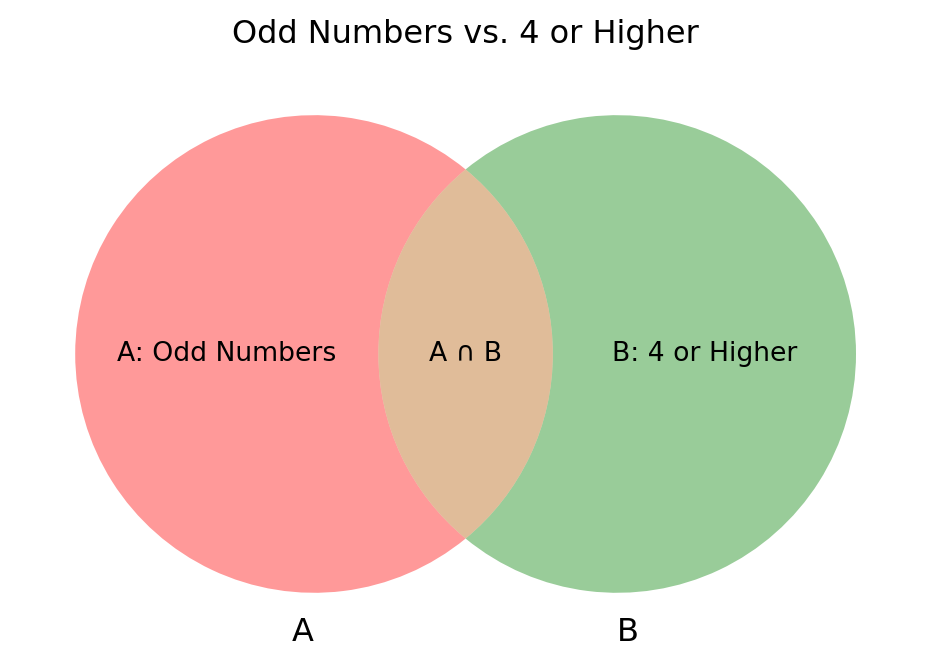 Odd Numbers vs. 4 or Higher
A: Odd Numbers
A ∩ B
B: 4 or Higher
A
B